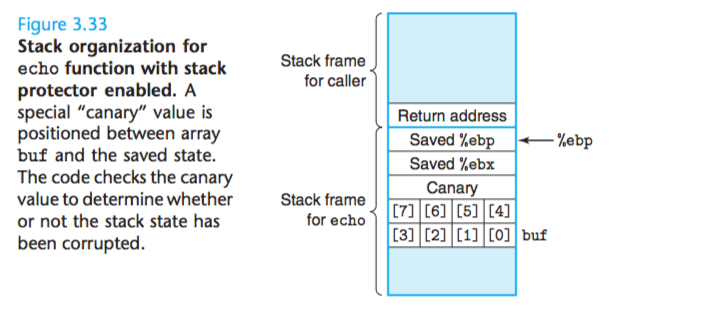 Figure 3.33
Stack organization for
echo function with stack
protector enabled. A
special “canary” value is
positioned between array
buf and the saved state.
The code checks the canary
value to determine whether
or not the stack state has
been corrupted.
Stack frame
for caller
Return address
Saved %ebp
%ebp
Saved %ebx
Canary
Stack frame
for echo
[7] [6] [5] [4]
[3] [2] [1] [0] buf